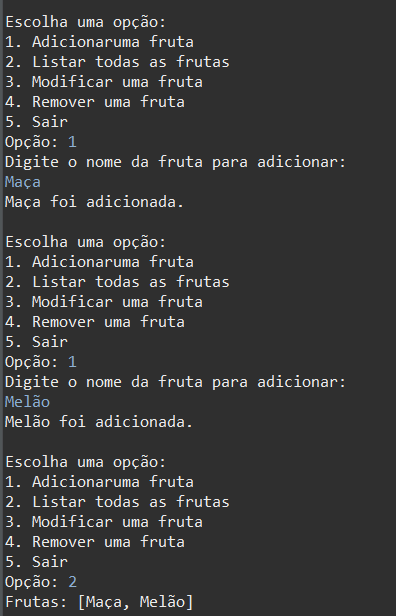 Escolha uma opção:
1. Adicionaruma fruta
2. Listar todas as frutas
3. Modificar uma fruta
4. Remover uma fruta
5. Sair
Opção: 1
Digite o nome da fruta para adicionar:
Maça
Maça foi adicionada.

Escolha uma opção:
1. Adicionaruma fruta
2. Listar todas as frutas
3. Modificar uma fruta
4. Remover uma fruta
5. Sair
Opção: 1
Digite o nome da fruta para adicionar:
Melão
Melão foi adicionada.

Escolha uma opção:
1. Adicionaruma fruta
2. Listar todas as frutas
3. Modificar uma fruta
4. Remover uma fruta
5. Sair
Opção: 2
Frutas: [Maça, Melão]